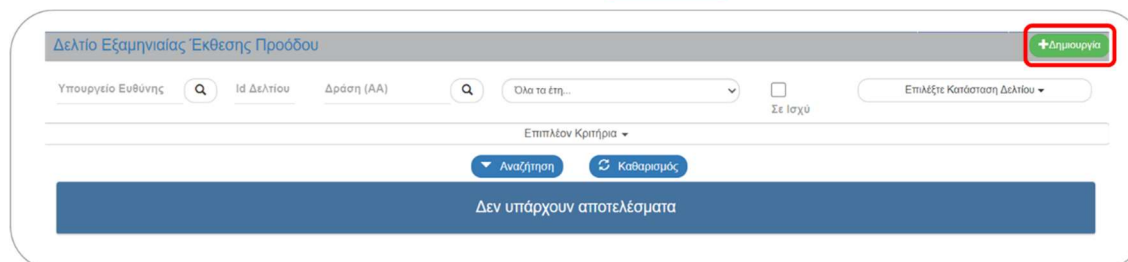 Δελτίο Εξαμηνιαίας Έκθεσης Προόδου
+Δημιουργία
Υπουργείο Ευθύνης Id Δελτίου Δράση (ΑΑ) Όλα τα έτη... Σε Ισχύ Επιλέξτε Κατάσταση Δελτίου
Επιπλέον Κριτήρια
Αναζήτηση Καθαρισμός
Δεν υπάρχουν αποτελέσματα